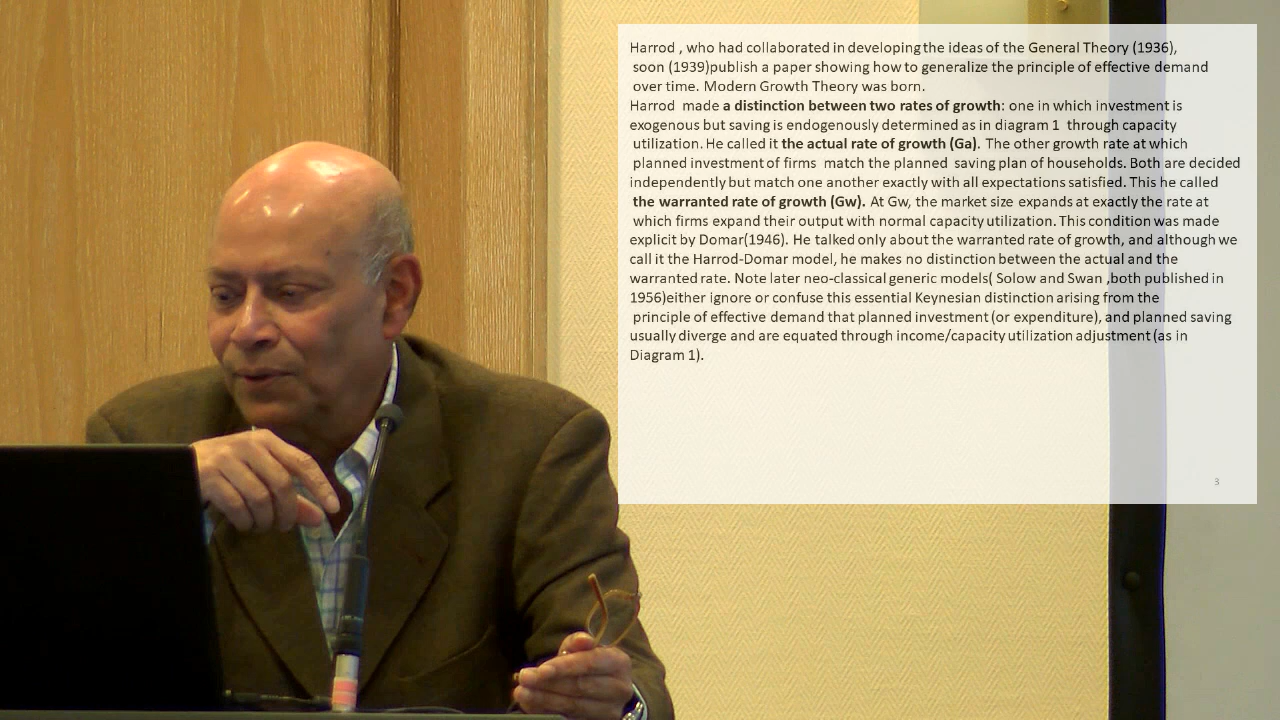 Harrod , who had collaborated in developing the ideas of the General Theory (1936),
soon (1939)publish a paper showing how to generalize the principle of effective demand
over time. Modern Growth Theory was born.
Harrod made a distinction between two rates of growth: one in which investment is
exogenous but saving is endogenously determined as in diagram 1 through capacity
utilization. He called it the actual rate of growth (Ga). The other growth rate at which
planned investment of firms match the planned saving plan of households. Both are decided
independently but match one another exactly with all expectations satisfied. This he called
the warranted rate of growth (Gw). At Gw, the market size expands at exactly the rate at
which firms expand their output with normal capacity utilization. This condition was made
explicit by Domar(1946). He talked only about the warranted rate of growth, and although we
call it the Harrod-Domar model, he makes no distinction between the actual and the
warranted rate. Note later neo-classical generic models( Solow and Swan ,both published in
1956)either ignore or confuse this essential Keynesian distinction arising from the
principle of effective demand that planned investment (or expenditure), and planned saving
usually diverge and are equated through income/capacity utilization adjustment (as in
Diagram 1).
3